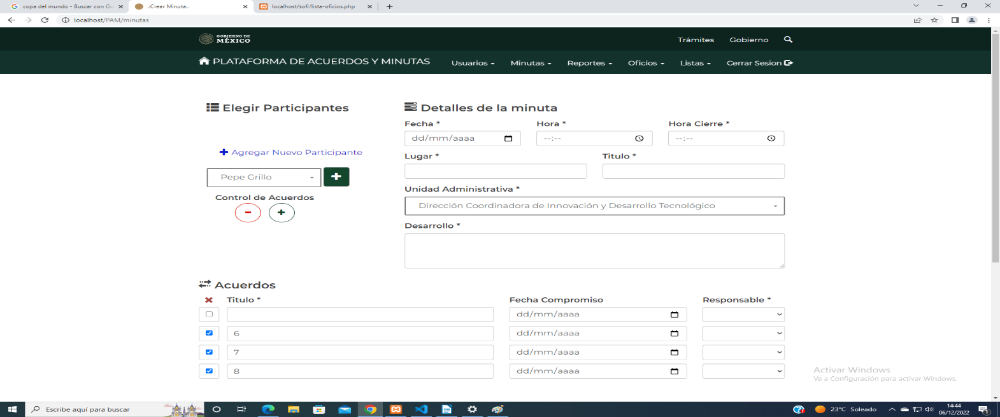 copa del mundo - Buscar con Go
.:Crear Minuta:.
localhost/sofi/lista-oficios.php
localhost/PAM/minutas
GOBIERNO DE MÉXICO
Trámites Gobierno
PLATAFORMA DE ACUERDOS Y MINUTAS Usuarios Minutas Reportes Oficios Listas Cerrar Sesion
Elegir Participantes
Agregar Nuevo Participante
Pepe Grillo
Control de Acuerdos
Detalles de la minuta
Fecha * Hora * Hora Cierre *
dd/mm/aaaa --:-- --:--
Lugar * Titulo *
Unidad Administrativa *
Dirección Coordinadora de Innovación y Desarrollo Tecnológico
Desarrollo *
Acuerdos
Titulo * Fecha Compromiso Responsable *
dd/mm/aaaa
6 dd/mm/aaaa
7 dd/mm/aaaa
8 dd/mm/aaaa
Activar Windows
Ve a Configuración para activar Windows.
Escribe aquí para buscar
23°C Soleado
14:44
06/12/2022